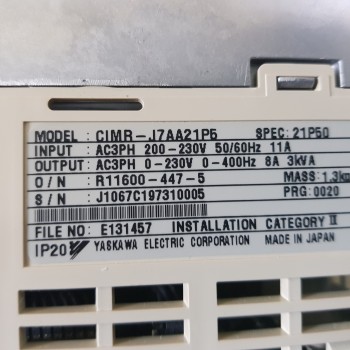 MODEL : CIMR-J7AA21P5 SPEC: 21P50
INPUT : AC3PH 200-230V 50/60Hz 11A
OUTPUT: AC3PH 0-230V 0-400Hz 8A 3kVA
O / N : R11600-447-5 MASS: 1.3kg
S / N : J1067C197310005 PRG: 0020
FILE NO: E131457 INSTALLATION CATEGORY Ⅲ
IP20 YASKAWA ELECTRIC CORPORATION MADE IN JAPAN